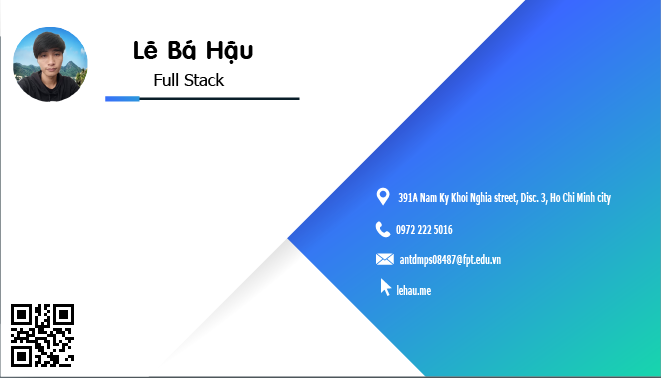 Lê Bá Hậu
Full Stack
391A Nam Ky Khoi Nghia street, Disc. 3, Ho Chi Minh city
0972 222 5016
antdmps08487@fpt.edu.vn
lehau.me